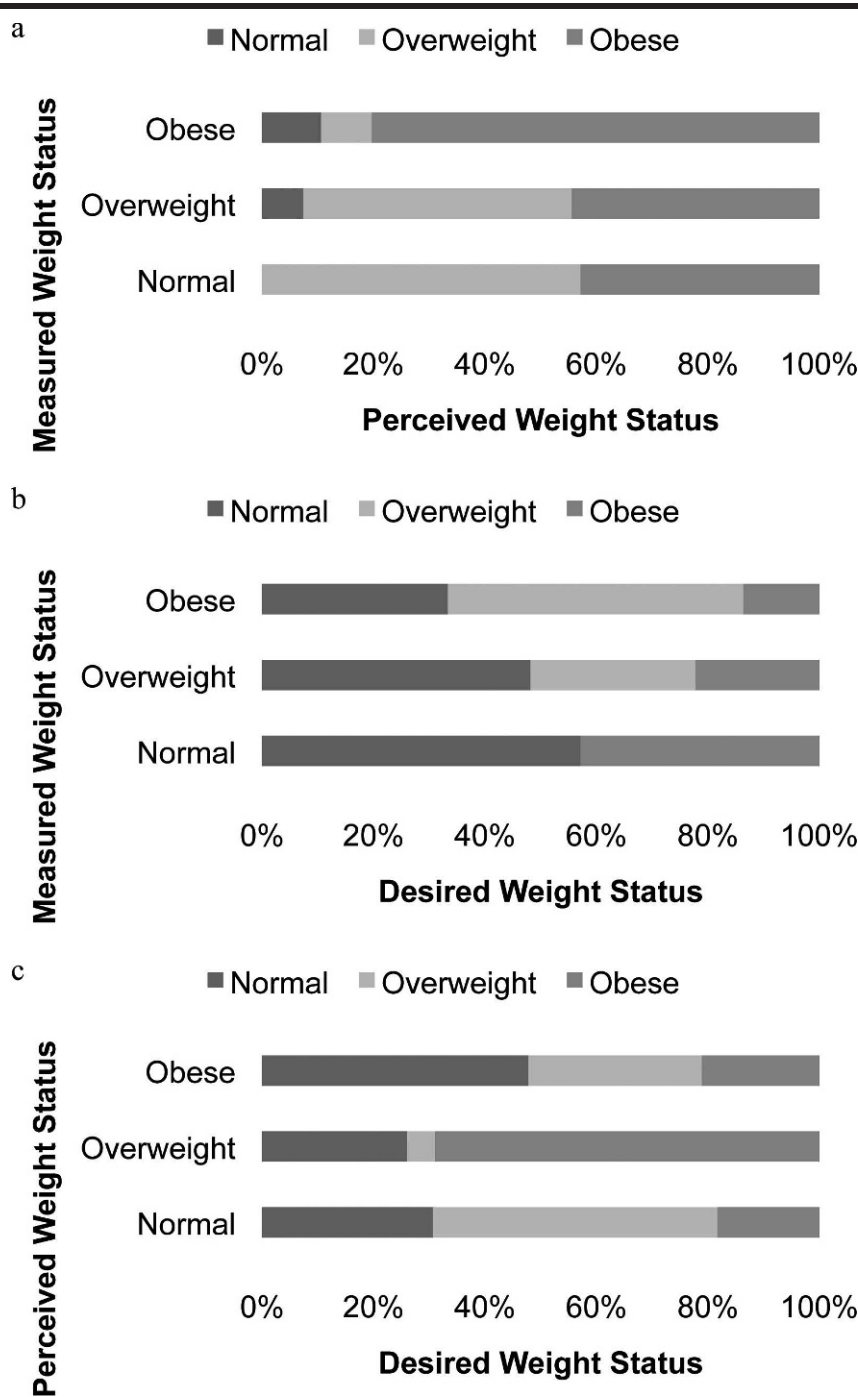 a
Normal Overweight Obese
Measured Weight Status
Obese
Overweight
Normal
0% 20% 40% 60% 80% 100%
Perceived Weight Status
b
Normal Overweight Obese
Measured Weight Status
Obese
Overweight
Normal
0% 20% 40% 60% 80% 100%
Desired Weight Status
c
Normal Overweight Obese
Perceived Weight Status
Obese
Overweight
Normal
0% 20% 40% 60% 80% 100%
Desired Weight Status